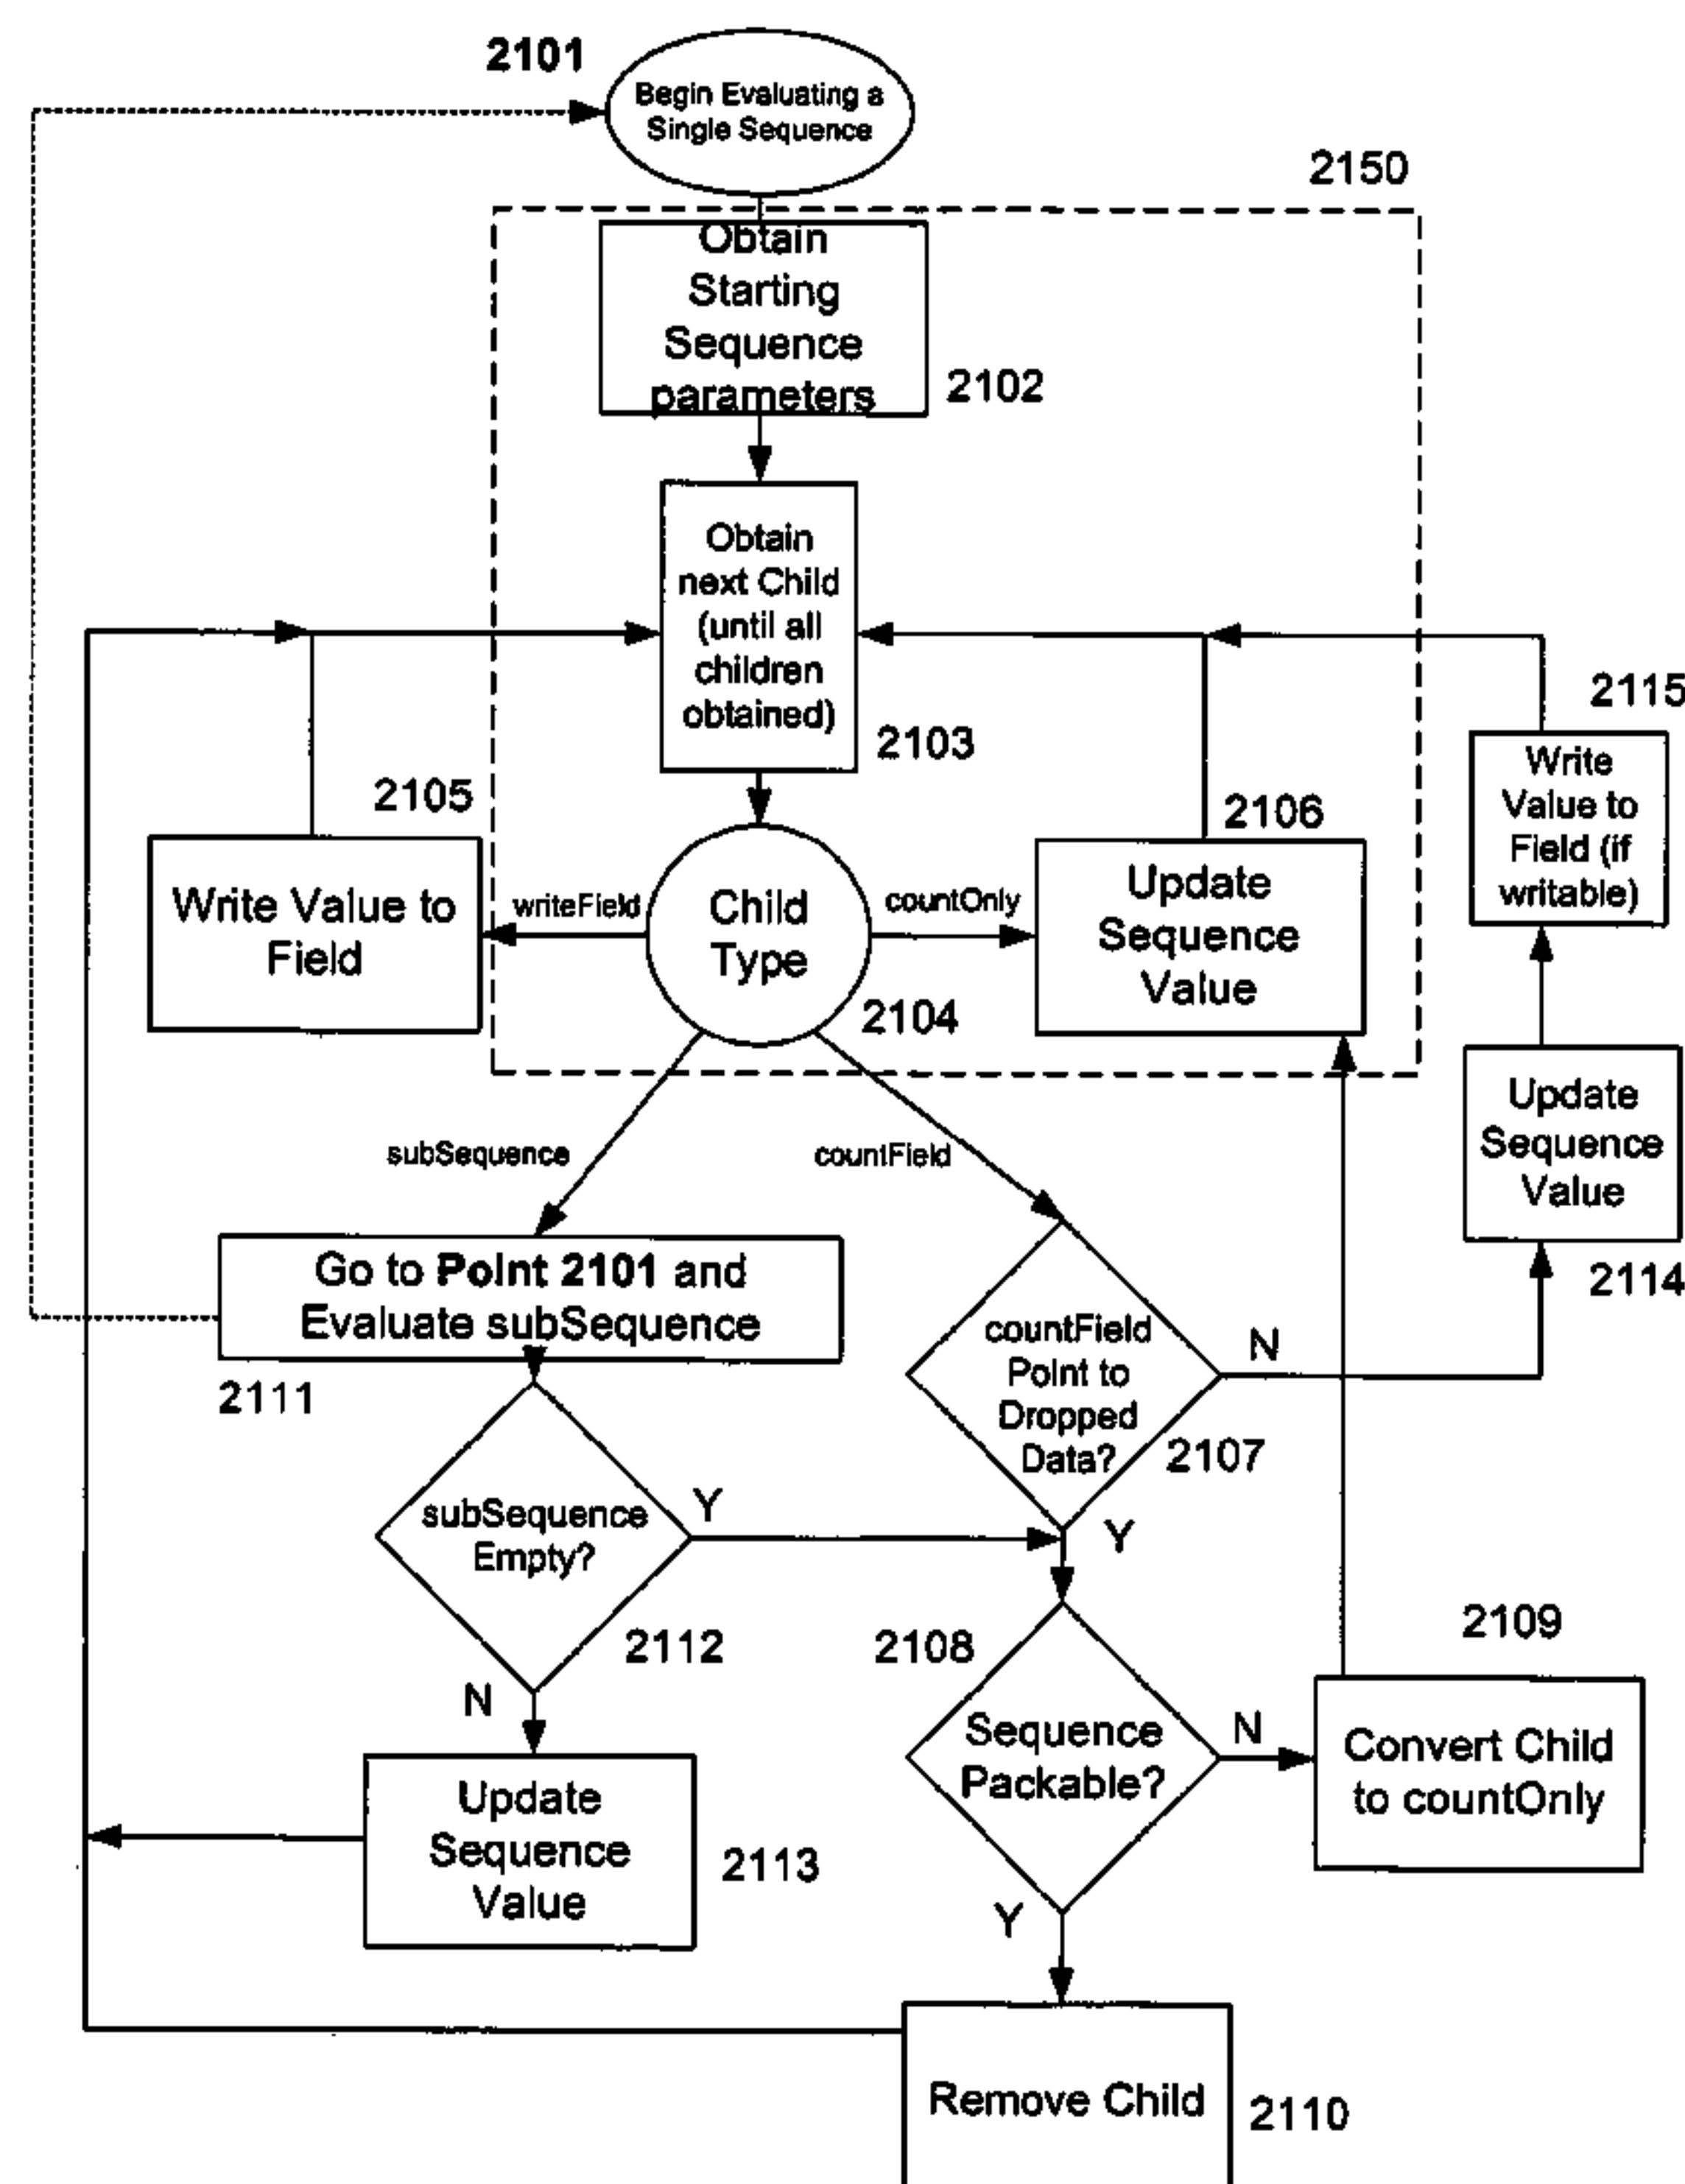 2101
Begin Evaluating a
Single Sequence
2150
Obtain
Starting
Sequence
parameters
2102
Obtain
next Child
(until all
children
obtained)
2103
2115
Write
Value to
Field (if
writable)
2105
2106
Write Value to
Field
writeField
Child
Type
countOnly
Update
Sequence
Value
2104
Update
Sequence
Value
2114
subSequence
countField
Go to Point 2101 and
Evaluate subSequence
2111
countField
Point to
Dropped
Data?
N
2107
subSequence
Empty?
Y
Y
2112
2108
2109
N
Sequence
Packable?
N
Convert Child
to countOnly
Update
Sequence
Value
2113
Y
Remove Child
2110